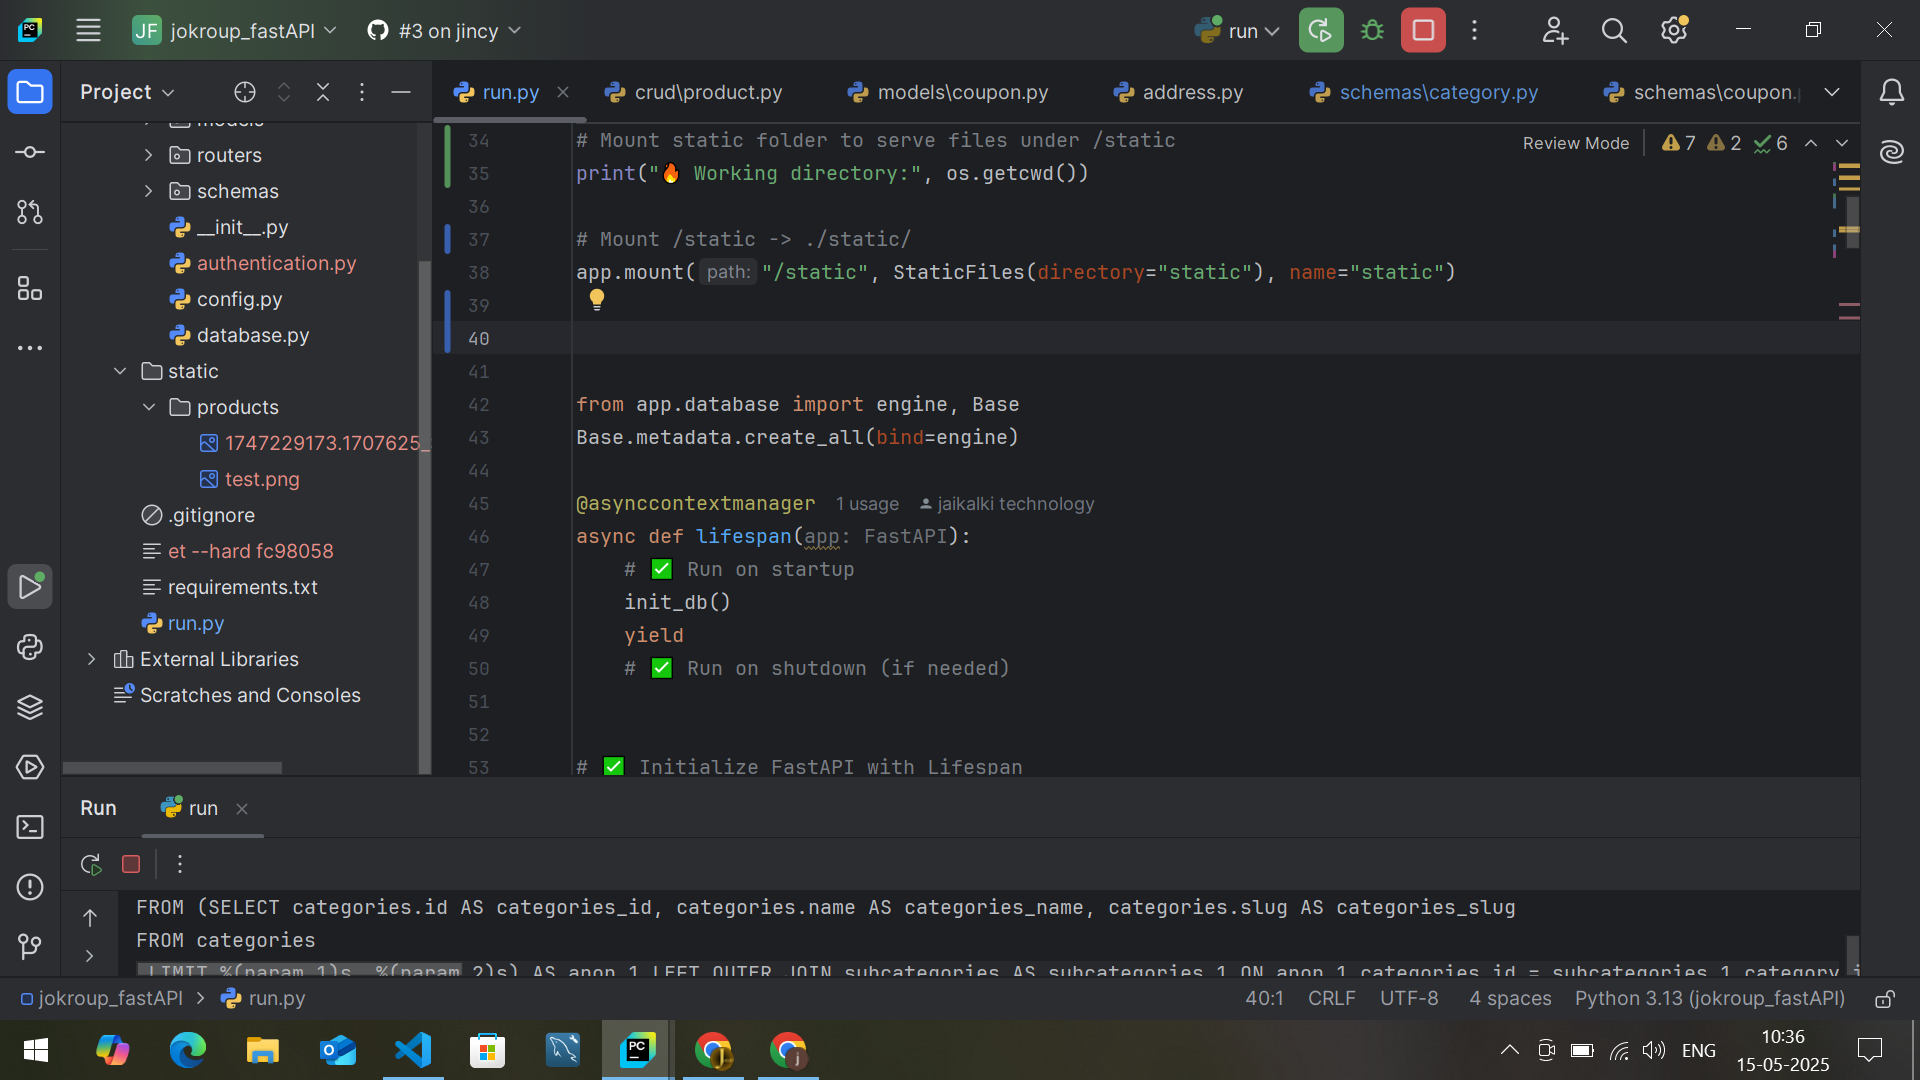 JF jokroup_fastAPI #3 on jincy run
Project
run.py crud\product.py models\coupon.py address.py schemas\category.py schemas\coupon.
routers
schemas
__init__.py
authentication.py
config.py
database.py
static
products
1747229173.1707625_
test.png
.gitignore
et --hard fc98058
requirements.txt
run.py
External Libraries
Scratches and Consoles
Review Mode 7 2 6
34 # Mount static folder to serve files under /static
35 print("🔥 Working directory:", os.getcwd())
36
37 # Mount /static -> ./static/
38 app.mount( path: "/static", StaticFiles(directory="static"), name="static")
39
40
41
42 from app.database import engine, Base
43 Base.metadata.create_all(bind=engine)
44
45 @asynccontextmanager 1 usage jaikalki technology
46 async def lifespan(app: FastAPI):
47 # ✅ Run on startup
48 init_db()
49 yield
50 # ✅ Run on shutdown (if needed)
51
52
53 # ✅ Initialize FastAPI with Lifespan
Run run
FROM (SELECT categories.id AS categories_id, categories.name AS categories_name, categories.slug AS categories_slug
FROM categories
LIMIT %(param_1)s, %(param_2)s) AS anon_1 LEFT OUTER JOIN subcategories AS subcategories_1 ON anon_1.categories_id = subcategories_1.category_i
jokroup_fastAPI > run.py 40:1 CRLF UTF-8 4 spaces Python 3.13 (jokroup_fastAPI)
ENG 10:36
15-05-2025